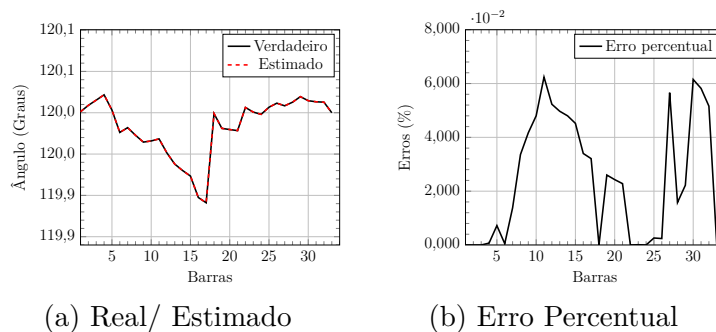 120,1
120,1
120,0
120,0
119,9
119,9
5
10
15
20
25
30
Barras
Ângulo (Graus)
Verdadeiro
Estimado
(a) Real/ Estimado
·10⁻²
8,000
6,000
4,000
2,000
0,000
5
10
15
20
25
30
Barras
Erros (%)
Erro percentual
(b) Erro Percentual